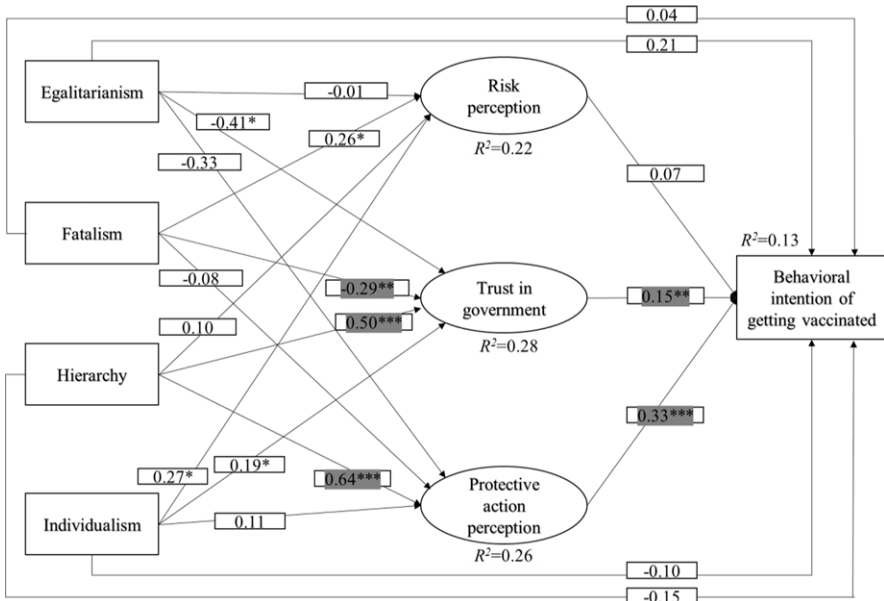 0.04
0.21
Egalitarianism
-0.01
Risk
perception
-0.41*
0.26*
R²=0.22
-0.33
0.07
Fatalism
R²=0.13
-0.08
-0.29**
Trust in
government
0.15**
Behavioral
intention of
getting vaccinated
0.10
0.50***
R²=0.28
Hierarchy
0.33***
0.27*
0.19*
0.64***
Protective
action
perception
Individualism
0.11
R²=0.26
-0.10
-0.15